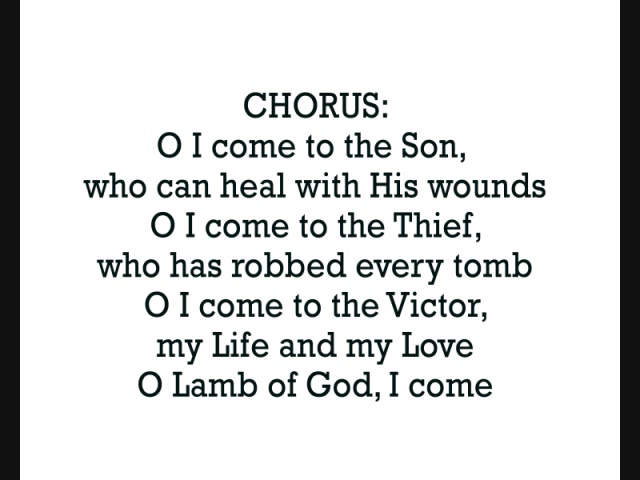 CHORUS:
O I come to the Son,
who can heal with His wounds
O I come to the Thief,
who has robbed every tomb
O I come to the Victor,
my Life and my Love
O Lamb of God, I come